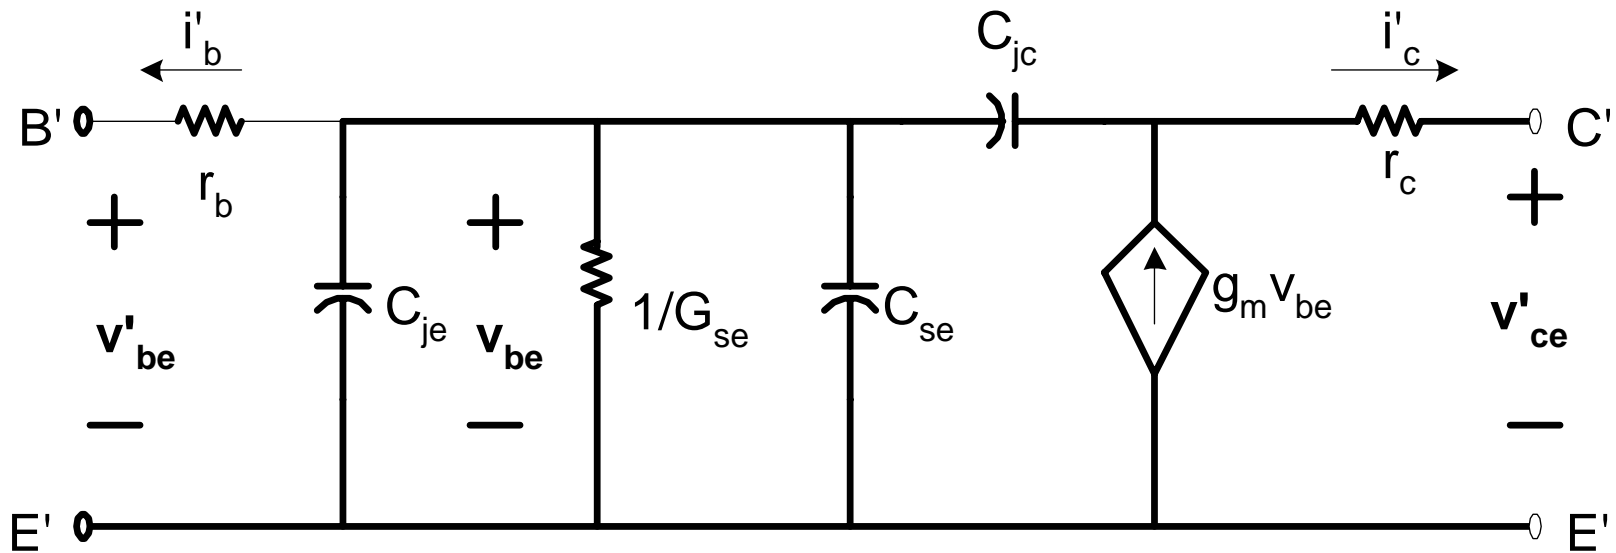 i'b
Cjc
i'c
B'
C'
rb
rc
+
+
+
Cje
1/Gse
Cse
gmvbe
v'be
vbe
v'ce
−
−
−
E'
E'